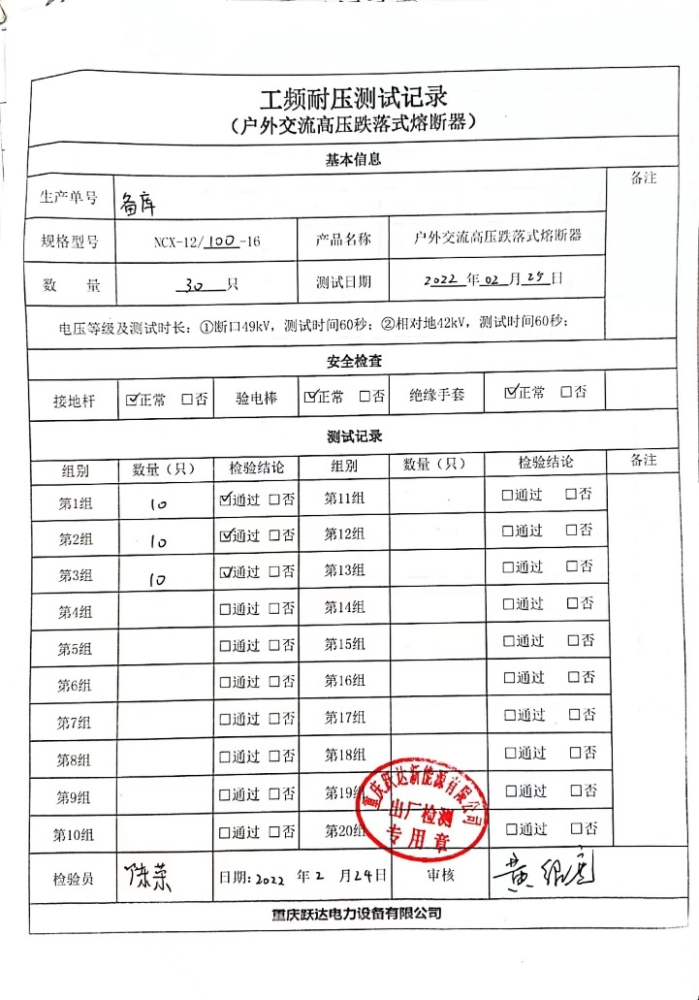 工频耐压测试记录
（户外交流高压跌落式熔断器）
基本信息
生产单号 备库 备注
规格型号 NCX-12/100-16 产品名称 户外交流高压跌落式熔断器
数 量 30 只 测试日期 2022 年 02 月 25 日
电压等级及测试时长：①断口49kV，测试时间60秒；②相对地42kV，测试时间60秒；
安全检查
接地杆 ☑正常 □否 验电棒 ☑正常 □否 绝缘手套 ☑正常 □否
测试记录
组别 数量（只） 检验结论 组别 数量（只） 检验结论 备注
第1组 10 ☑通过 □否 第11组 □通过 □否
第2组 10 ☑通过 □否 第12组 □通过 □否
第3组 10 ☑通过 □否 第13组 □通过 □否
第4组 □通过 □否 第14组 □通过 □否
第5组 □通过 □否 第15组 □通过 □否
第6组 □通过 □否 第16组 □通过 □否
第7组 □通过 □否 第17组 □通过 □否
第8组 □通过 □否 第18组 □通过 □否
第9组 □通过 □否 第19组 □通过 □否
第10组 □通过 □否 第20组 □通过 □否
重庆跃达新能源有限公司
出厂检测
专用章
检验员 陈荣 日期：2022 年 2 月 24 日 审核 黄
重庆跃达电力设备有限公司